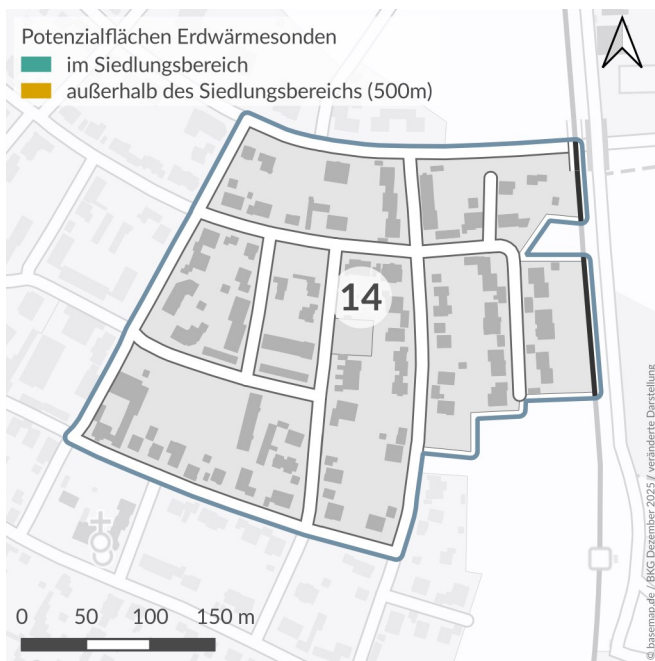 Potenzialflächen Erdwärmesonden
im Siedlungsbereich
außerhalb des Siedlungsbereichs (500m)
14
0 50 100 150 m
© basemap.de / BKG Dezember 2025 / veränderte Darstellung